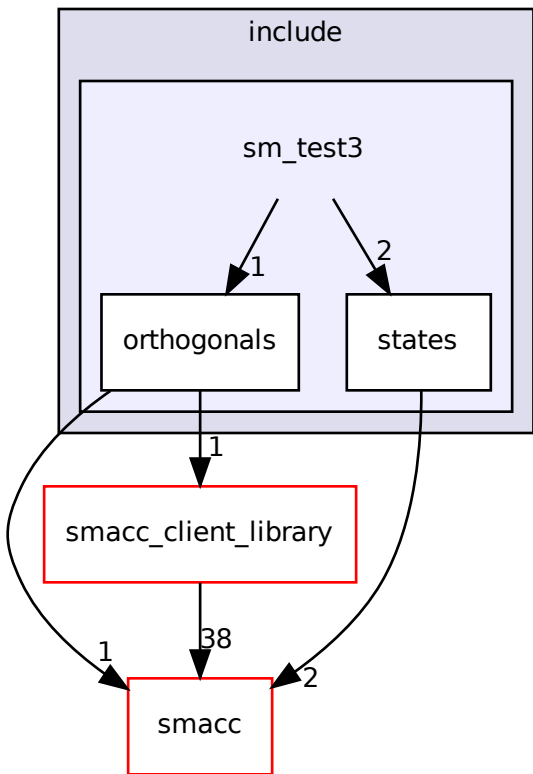 include
sm_test3
1
2
orthogonals
states
1
smacc_client_library
38
1
2
smacc